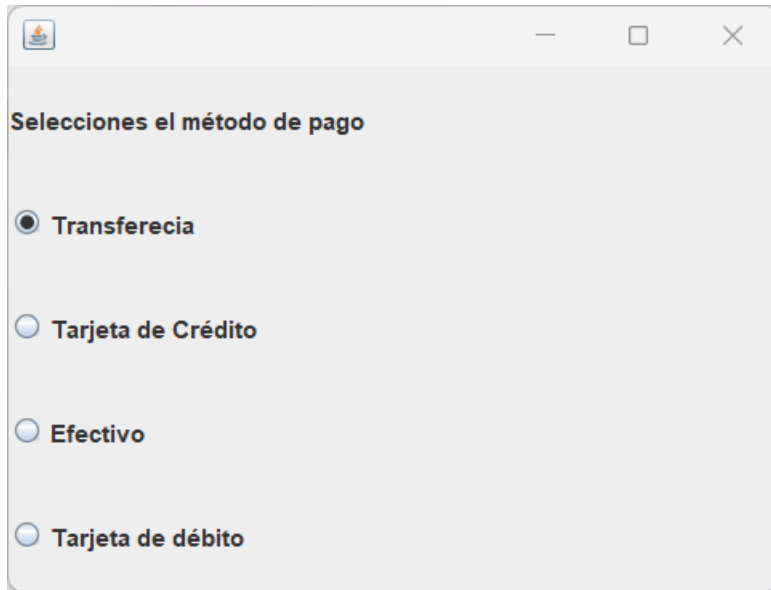 Selecciones el método de pago
Transferecia
Tarjeta de Crédito
Efectivo
Tarjeta de débito